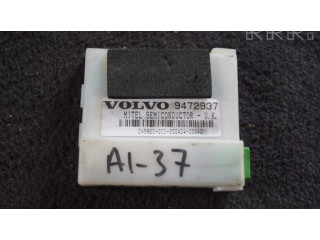 VOLVO 9472937
MITEL SEMICONDUCTOR - U.K.
A1-37